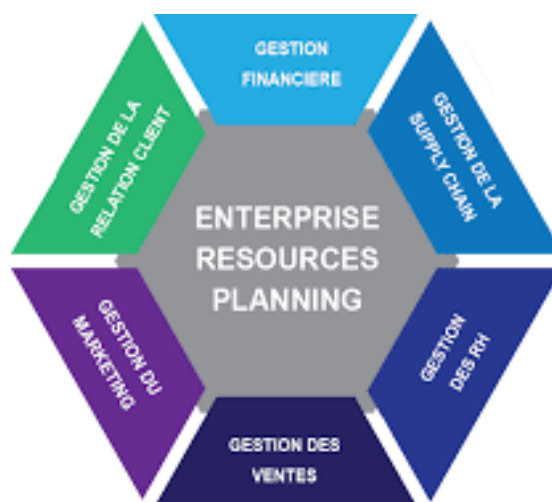 GESTION
FINANCIERE
GESTION DE LA
SUPPLY CHAIN
GESTION
DES RH
GESTION DES
VENTES
GESTION DU
MARKETING
GESTION DE LA
RELATION CLIENT
ENTERPRISE
RESOURCES
PLANNING